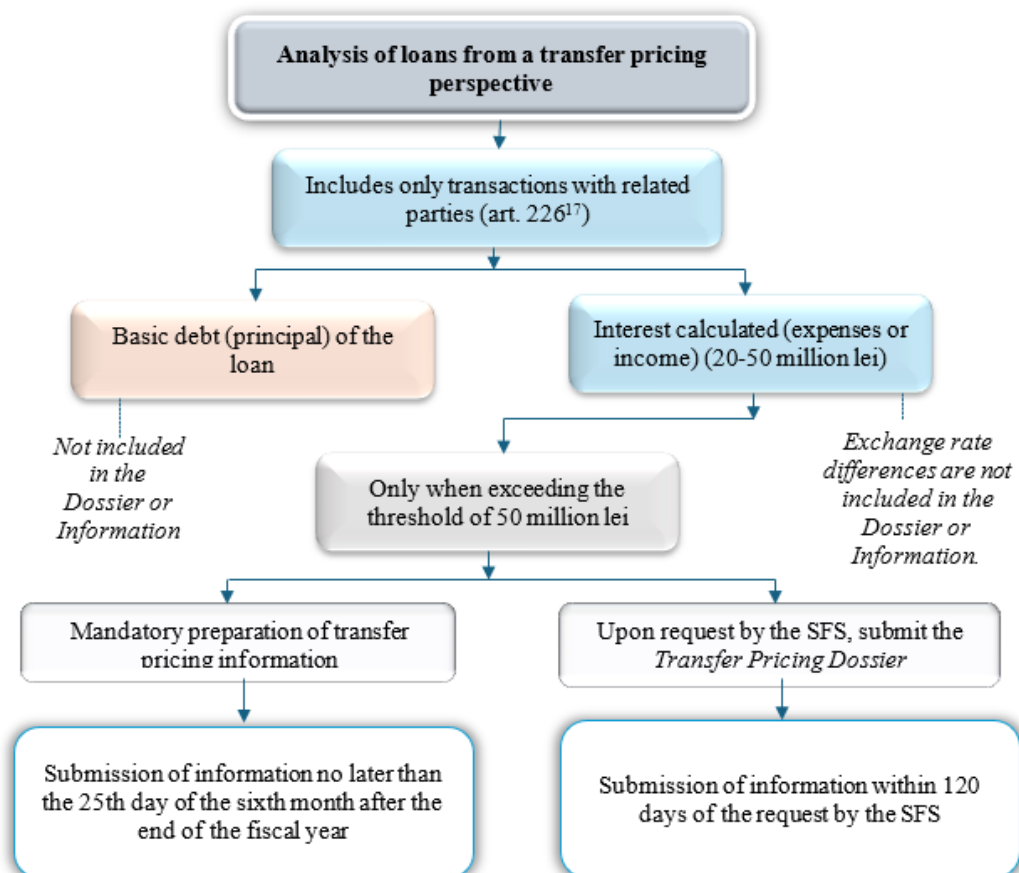 Analysis of loans from a transfer pricing
perspective
Includes only transactions with related
parties (art. 226¹⁷)
Basic debt (principal) of the
loan
Interest calculated (expenses or
income) (20-50 million lei)
Not included
in the
Dossier or
Information
Exchange rate
differences are not
included in the
Dossier or
Information.
Only when exceeding the
threshold of 50 million lei
Mandatory preparation of transfer
pricing information
Upon request by the SFS, submit the
Transfer Pricing Dossier
Submission of information no later than
the 25th day of the sixth month after the
end of the fiscal year
Submission of information within 120
days of the request by the SFS